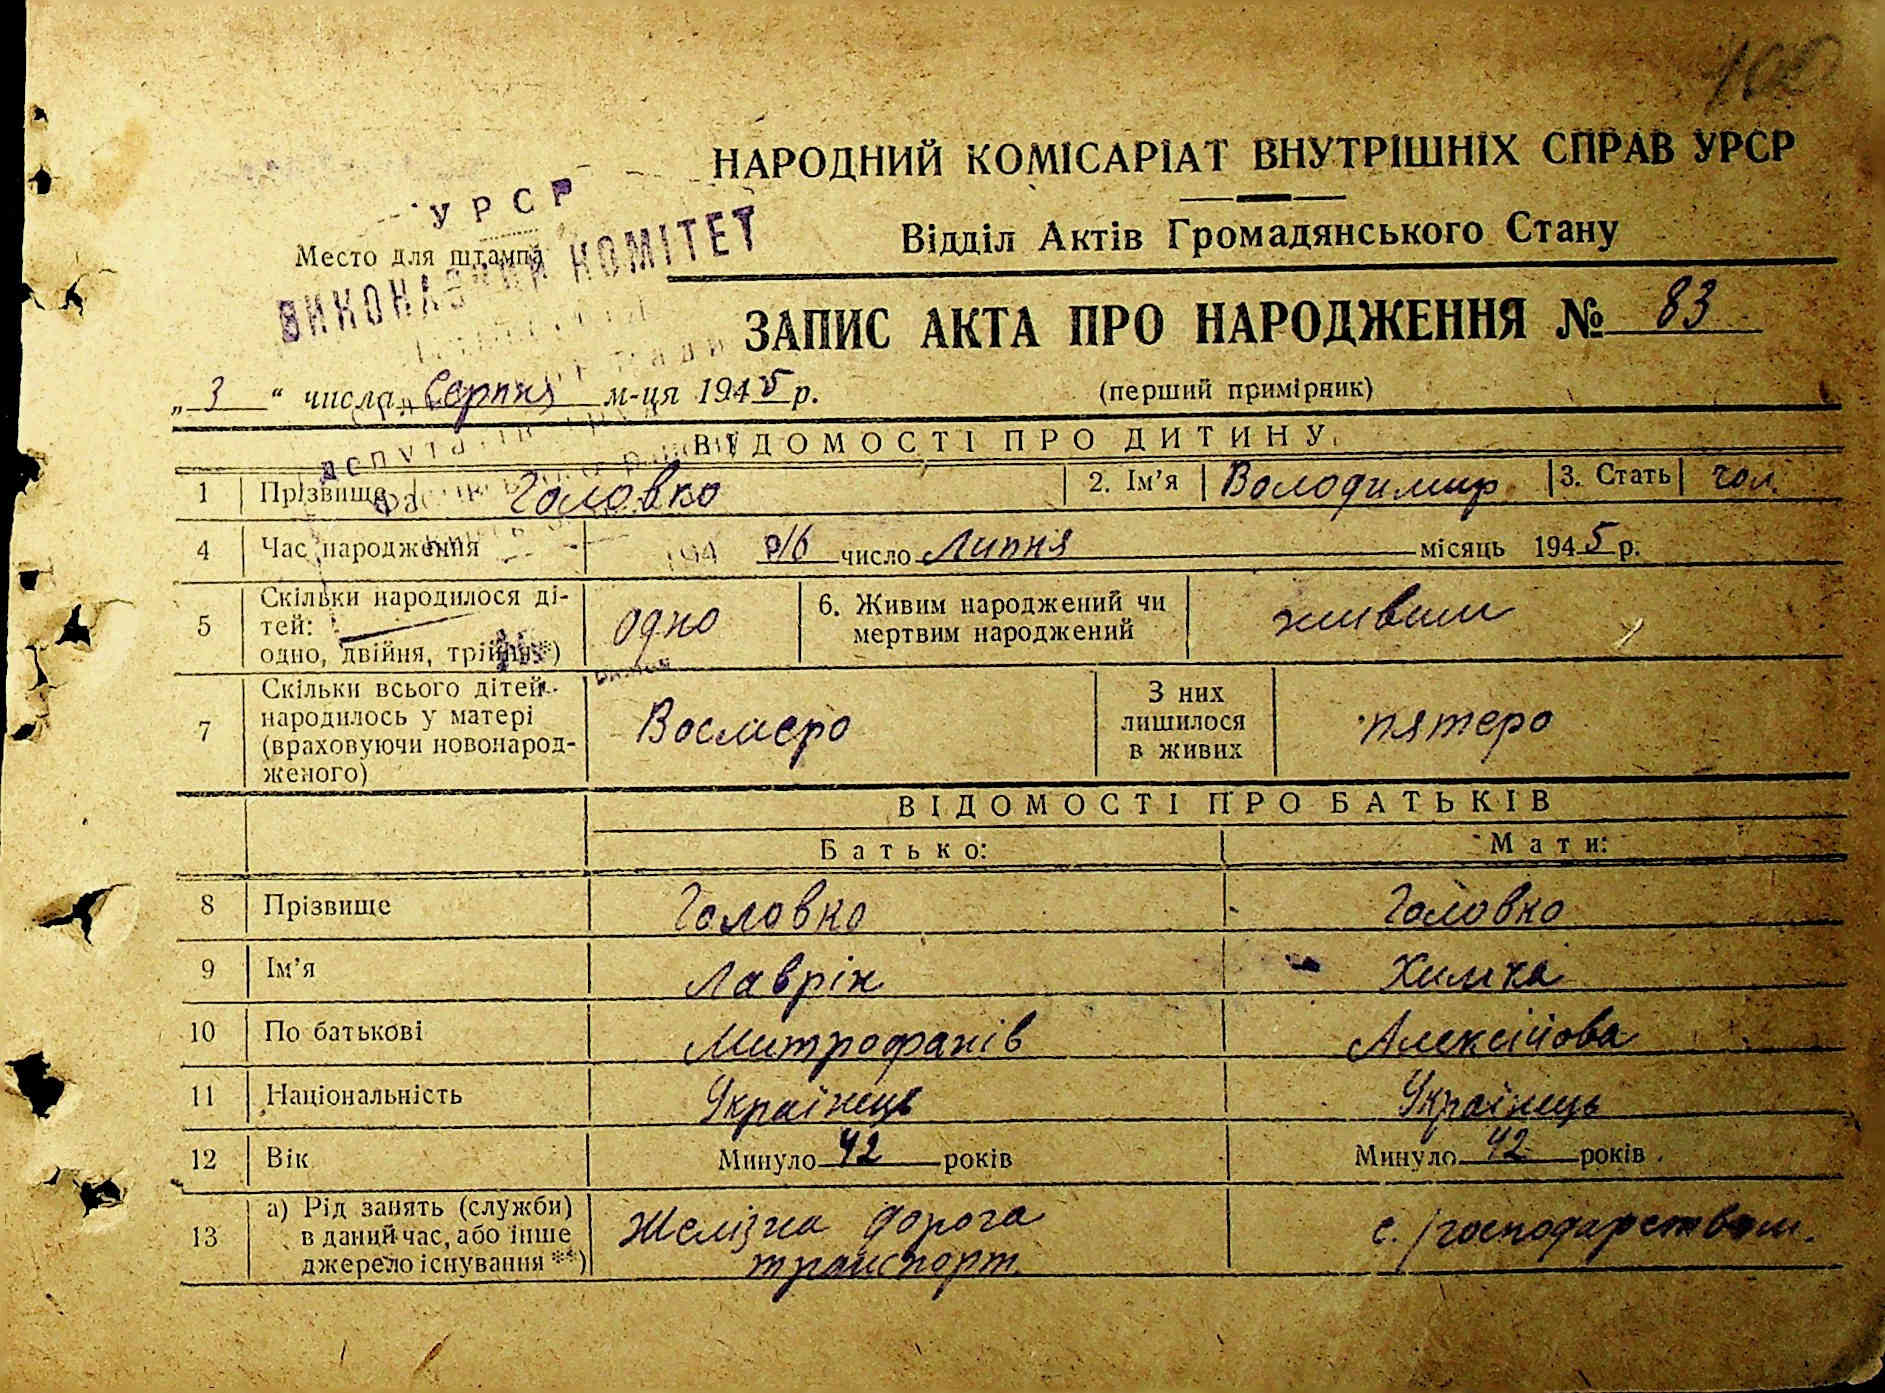 100
НАРОДНИЙ КОМІСАРІАТ ВНУТРІШНІХ СПРАВ УРСР
УРСР
Відділ Актів Громадянського Стану
Место для штампа
ВИКОНАВЧИЙ КОМІТЕТ
ЗАПИС АКТА ПРО НАРОДЖЕННЯ № 83
„3“ числа Серпня м-ця 1945 р. (перший примірник)
ВІДОМОСТІ ПРО ДИТИНУ
1 Прізвище Головко 2. Ім'я Володимир 3. Стать чол.
4 Час народження 194 16 число Липня місяць 1945 р.
5 Скільки народилося ді-
тей:
одно, двійня, трійня*) одно 6. Живим народжений чи
мертвим народжений живим
7 Скільки всього дітей
народилось у матері
(враховуючи новонарод-
женого) Восмеро З них
лишилося
в живих пятеро
ВІДОМОСТІ ПРО БАТЬКІВ
Батько: Мати:
8 Прізвище Головко Головко
9 Ім'я Лаврін Химка
10 По батькові Митрофанів Алексійова
11 Національність Українець Українець
12 Вік Минуло 42 років Минуло 42 років
13 а) Рід занять (служби)
в даний час, або інше
джерело існування **) Желізна дорога
транспорт. с./господарством.